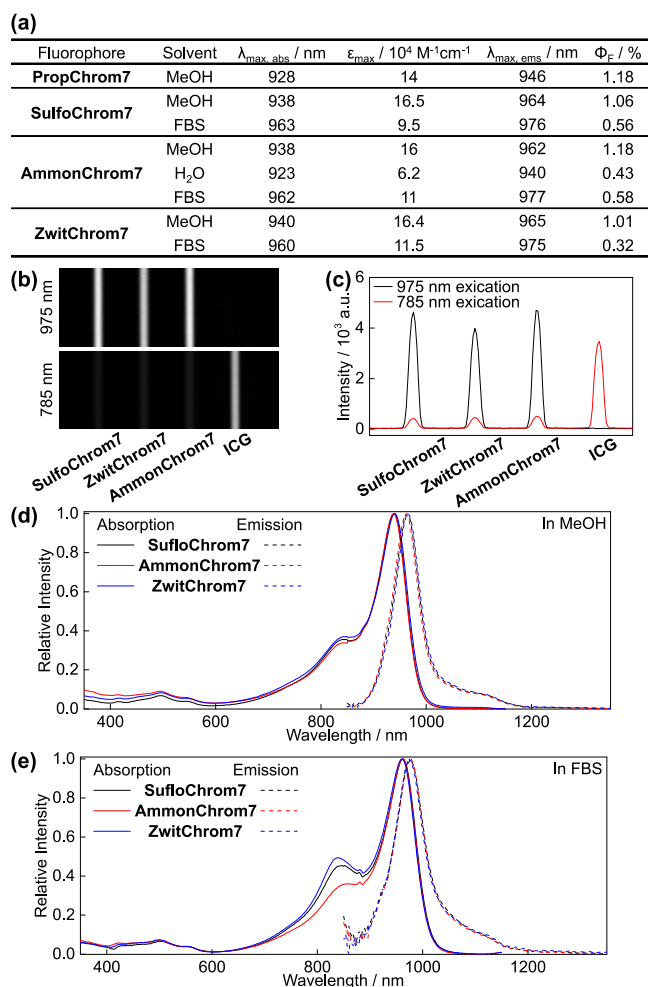 (a)
Fluorophore Solvent λmax, abs / nm εmax / 10⁴ M⁻¹cm⁻¹ λmax, ems / nm ΦF / %
PropChrom7 MeOH 928 14 946 1.18
SulfoChrom7 MeOH 938 16.5 964 1.06
FBS 963 9.5 976 0.56
AmmonChrom7 MeOH 938 16 962 1.18
H₂O 923 6.2 940 0.43
FBS 962 11 977 0.58
ZwitChrom7 MeOH 940 16.4 965 1.01
FBS 960 11.5 975 0.32
(b)
975 nm
785 nm
SulfoChrom7
ZwitChrom7
AmmonChrom7
ICG
(c)
975 nm exication
785 nm exication
Intensity / 10³ a.u.
6
4
2
0
SulfoChrom7
ZwitChrom7
AmmonChrom7
ICG
(d)
Absorption Emission In MeOH
SufloChrom7
AmmonChrom7
ZwitChrom7
Relative Intensity
1.0
0.8
0.6
0.4
0.2
0.0
400 600 800 1000 1200
Wavelength / nm
(e)
Absorption Emission In FBS
SufloChrom7
AmmonChrom7
ZwitChrom7
Relative Intensity
1.0
0.8
0.6
0.4
0.2
0.0
400 600 800 1000 1200
Wavelength / nm